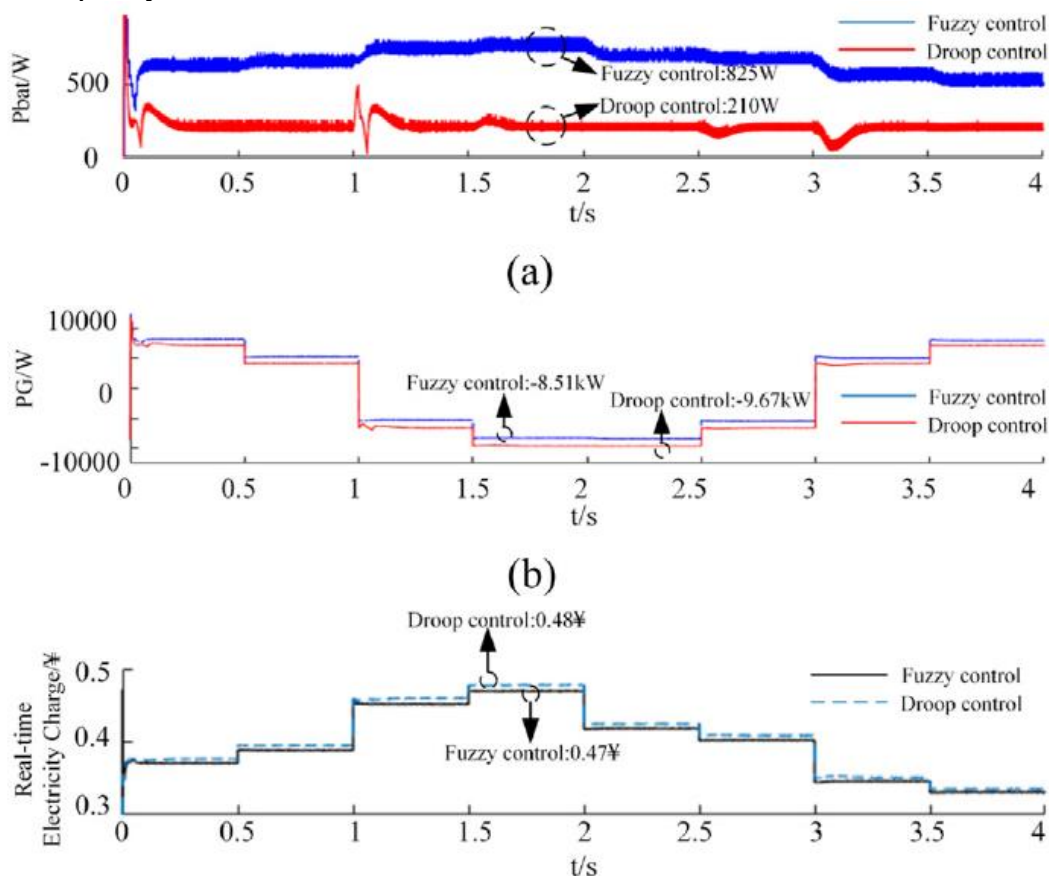 Pbat/W
500
0
Fuzzy control
Droop control
Fuzzy control:825W
Droop control:210W
0 0.5 1 1.5 2 2.5 3 3.5 4
t/s
(a)
PG/W
10000
0
-10000
Fuzzy control:-8.51kW
Droop control:-9.67kW
Fuzzy control
Droop control
0 0.5 1 1.5 2 2.5 3 3.5 4
t/s
(b)
Real-time
Electricity Charge/¥
0.5
0.4
0.3
Droop control:0.48¥
Fuzzy control:0.47¥
Fuzzy control
Droop control
0 0.5 1 1.5 2 2.5 3 3.5 4
t/s